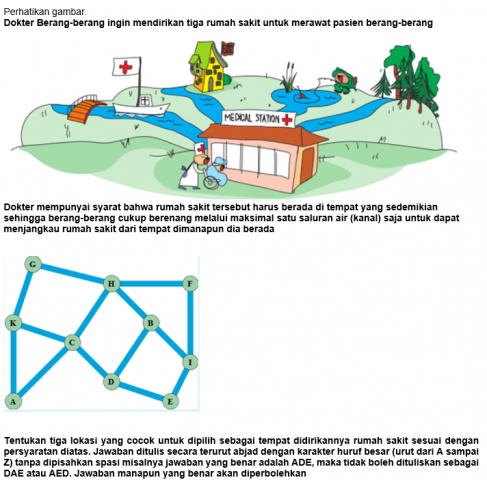 Perhatikan gambar.
Dokter Berang-berang ingin mendirikan tiga rumah sakit untuk merawat pasien berang-berang
MEDICAL STATION
Dokter mempunyai syarat bahwa rumah sakit tersebut harus berada di tempat yang sedemikian
sehingga berang-berang cukup berenang melalui maksimal satu saluran air (kanal) saja untuk dapat
menjangkau rumah sakit dari tempat dimanapun dia berada
G
H
F
K
B
C
I
D
A
E
Tentukan tiga lokasi yang cocok untuk dipilih sebagai tempat didirikannya rumah sakit sesuai dengan
persyaratan diatas. Jawaban ditulis secara terurut abjad dengan karakter huruf besar (urut dari A sampai
Z) tanpa dipisahkan spasi misalnya jawaban yang benar adalah ADE, maka tidak boleh dituliskan sebagai
DAE atau AED. Jawaban manapun yang benar akan diperbolehkan